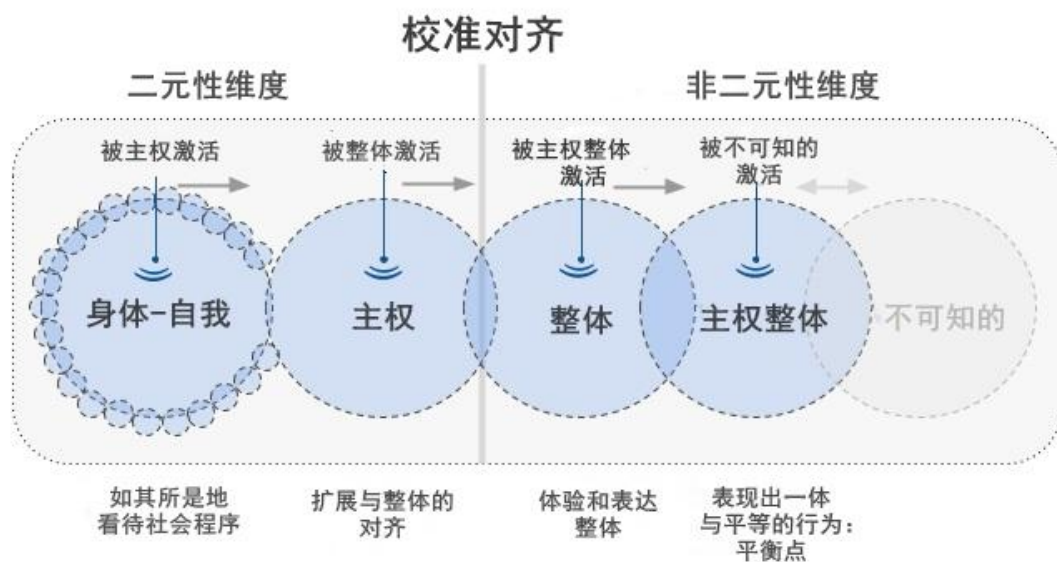 校准对齐
二元性维度
非二元性维度
被主权激活
被整体激活
被主权整体
激活
被不可知的
激活
身体-自我
主权
整体
主权整体
不可知的
如其所是地
看待社会程序
扩展与整体的
对齐
体验和表达
整体
表现出一体
与平等的行为：
平衡点